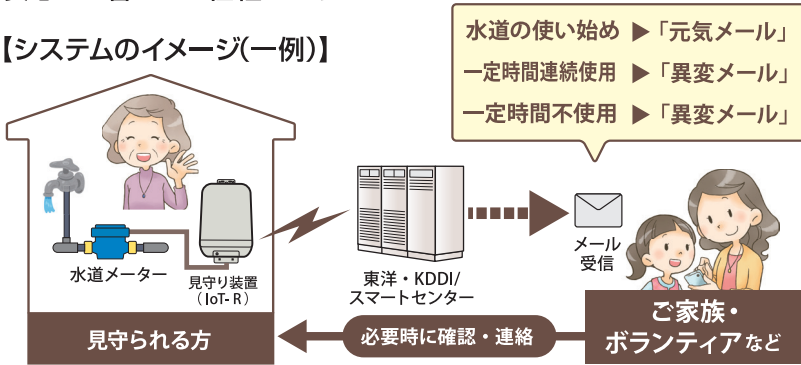 【システムのイメージ(一例)】
水道の使い始め ▶「元気メール」
一定時間連続使用 ▶「異変メール」
一定時間不使用 ▶「異変メール」
水道メーター
見守り装置
(IoT-R)
東洋・KDDI/
スマートセンター
メール
受信
見守られる方
必要時に確認・連絡
ご家族・
ボランティアなど